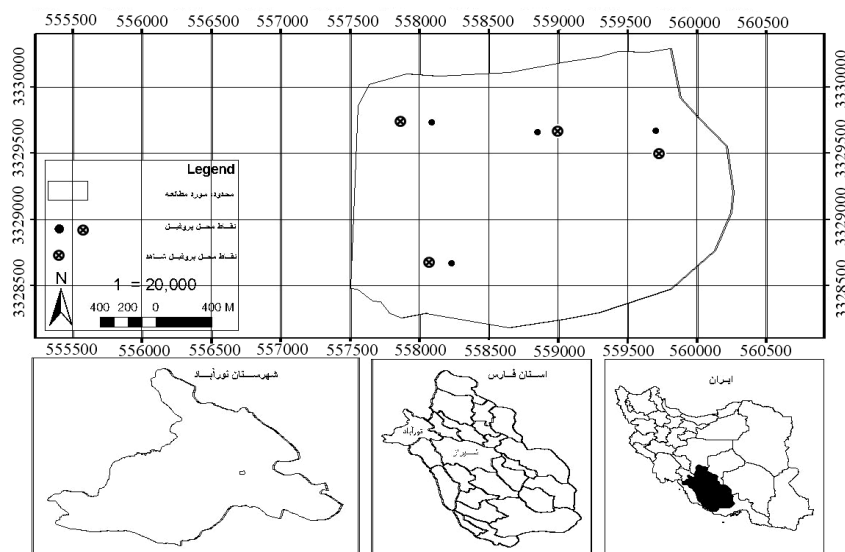 555500 556000 556500 557000 557500 558000 558500 559000 559500 560000 560500
3330000 3330000
3329500 3329500
3329000 3329000
3328500 3328500
Legend
محدوده مورد مطالعه
نقاط محل پروفیل
نقاط محل پروفیل شاهد
N
1 = 20,000
400 200 0 400 M
555500 556000 556500 557000 557500 558000 558500 559000 559500 560000 560500
شهرستان نورآباد
استان فارس
نورآباد
شیراز
ایران